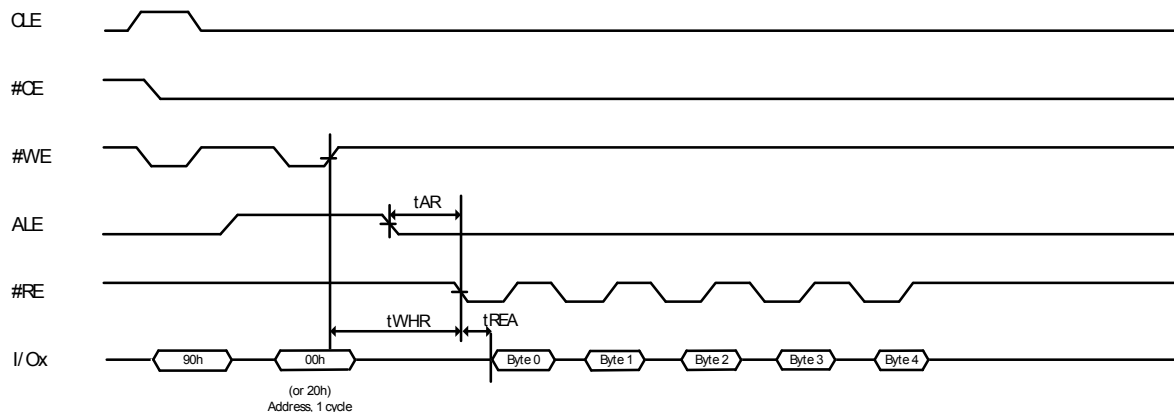 CLE
#CE
#WE
tAR
ALE
#RE
tWHR
tREA
I/Ox
90h
00h
Byte 0
Byte 1
Byte 2
Byte 3
Byte 4
(or 20h)
Address, 1 cycle